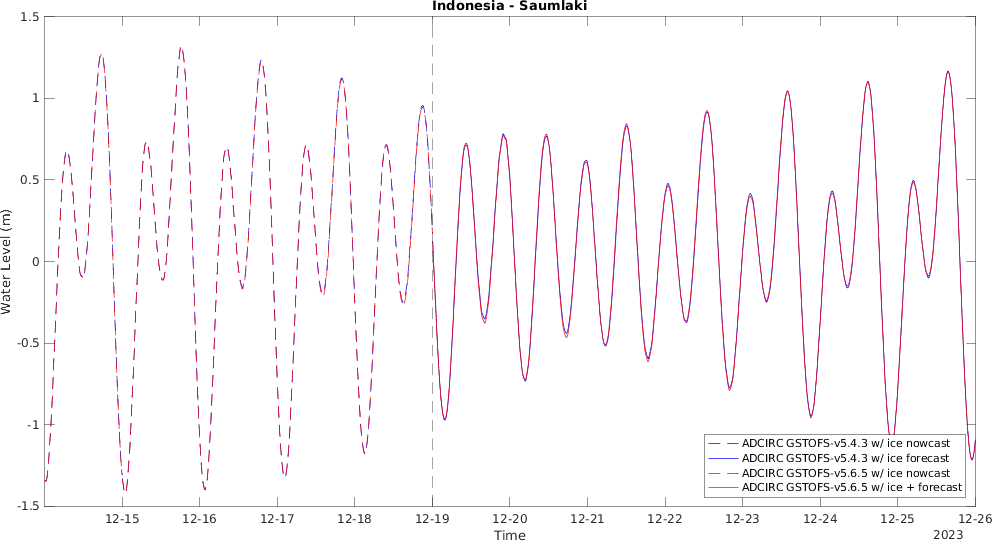 Indonesia - Saumlaki
1.5
1
0.5
0
-0.5
-1
-1.5
Water Level (m)
12-15
12-16
12-17
12-18
12-19
12-20
12-21
12-22
12-23
12-24
12-25
12-26
2023
Time
ADCIRC GSTOFS-v5.4.3 w/ ice nowcast
ADCIRC GSTOFS-v5.4.3 w/ ice forecast
ADCIRC GSTOFS-v5.6.5 w/ ice nowcast
ADCIRC GSTOFS-v5.6.5 w/ ice + forecast